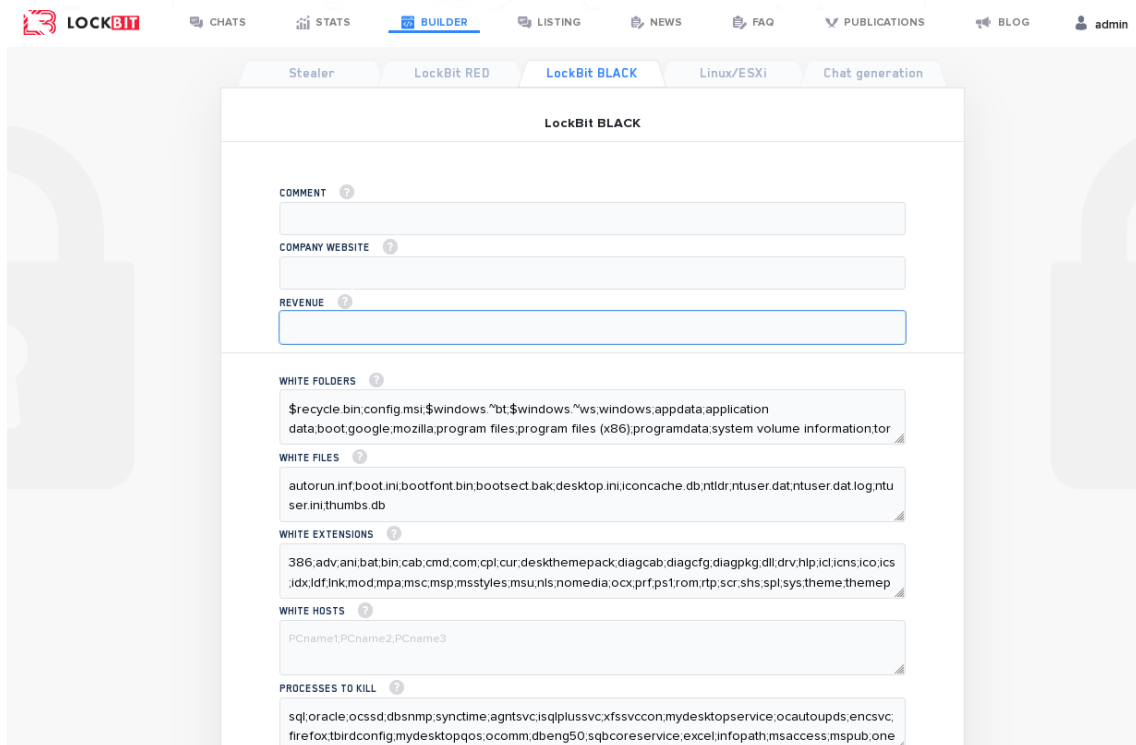 LOCKBIT CHATS STATS BUILDER LISTING NEWS FAQ PUBLICATIONS BLOG admin
Stealer LockBit RED LockBit BLACK Linux/ESXi Chat generation
LockBit BLACK
COMMENT ?
COMPANY WEBSITE ?
REVENUE ?
WHITE FOLDERS ?
$recycle.bin;config.msi;$windows.~bt;$windows.~ws;windows;appdata;application
data;boot;google;mozilla;program files;program files (x86);programdata;system volume information;tor
WHITE FILES ?
autorun.inf;boot.ini;bootfont.bin;bootsect.bak;desktop.ini;iconcache.db;ntldr;ntuser.dat;ntuser.dat.log;ntu
ser.ini;thumbs.db
WHITE EXTENSIONS ?
386;adv;ani;bat;bin;cab;cmd;com;cpl;cur;deskthemepack;diagcab;diagcfg;diagpkg;dll;drv;hlp;icl;icns;ico;ics
;idx;ldf;lnk;mod;mpa;msc;msp;msstyles;msu;nls;nomedia;ocx;prf;ps1;rom;rtp;scr;shs;spl;sys;theme;themep
WHITE HOSTS ?
PCname1;PCname2;PCname3
PROCESSES TO KILL ?
sql;oracle;ocssd;dbsnmp;synctime;agntsvc;isqlplussvc;xfssvccon;mydesktopservice;ocautoupds;encsvc;
firefox;tbirdconfig;mydesktopqos;ocomm;dbeng50;sqbcoreservice;excel;infopath;msaccess;mspub;one